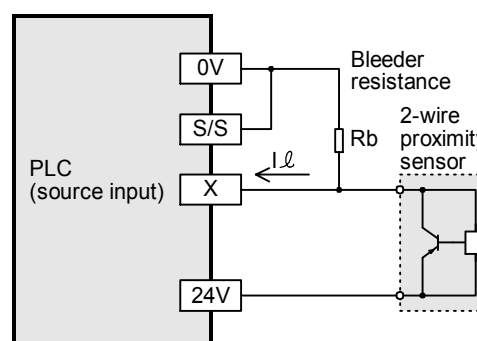 0V
Bleeder
resistance
S/S
Rb
2-wire
proximity
sensor
PLC
(source input)
Iℓ
X
24V